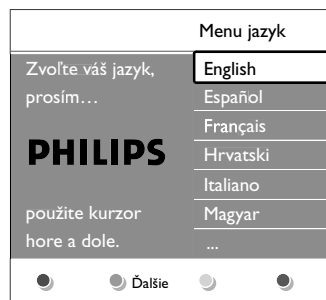 Menu jazyk
Zvoľte váš jazyk,
prosím…
PHILIPS
použite kurzor
hore a dole.
English
Español
Français
Hrvatski
Italiano
Magyar
...
Ďalšie